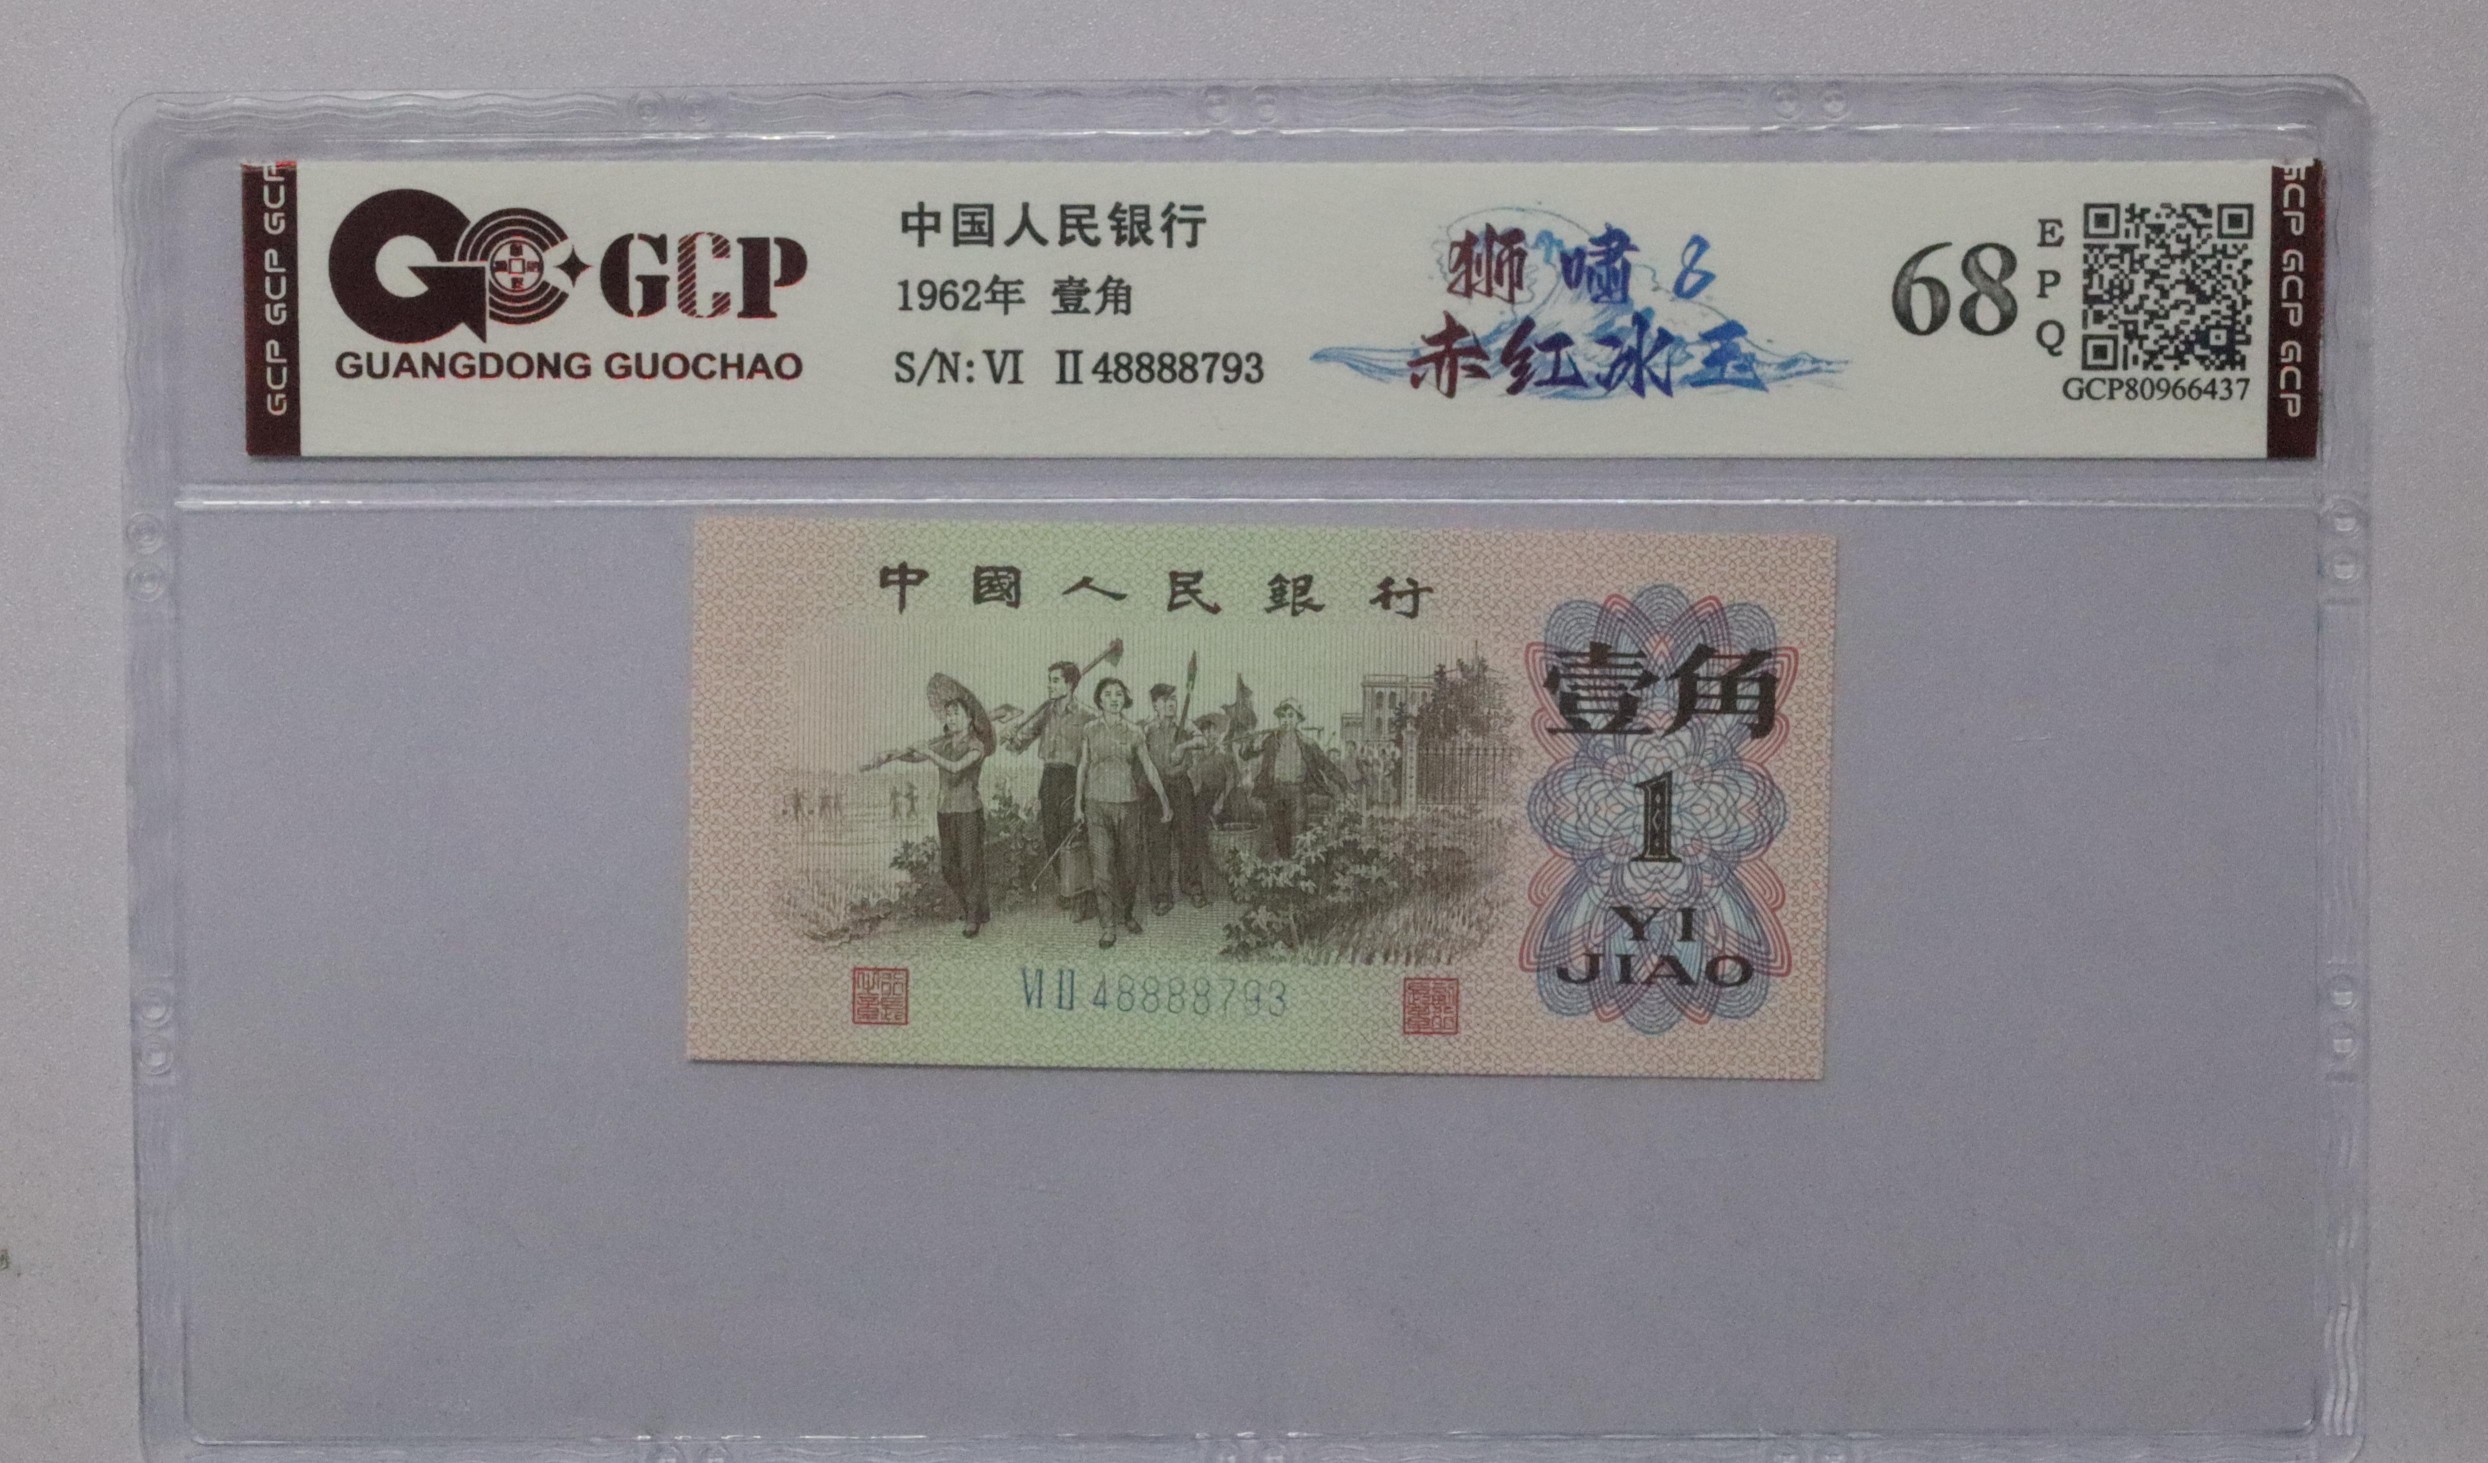 GCP GCP GCP
GCP
GUANGDONG GUOCHAO
中国人民银行
1962年 壹角
S/N: VI II 48888793
狮啸8
赤红冰玉
68
EPQ
GCP80966437
GCP GCP GCP
中國人民銀行
壹角
1
YI
JIAO
VI II 48888793